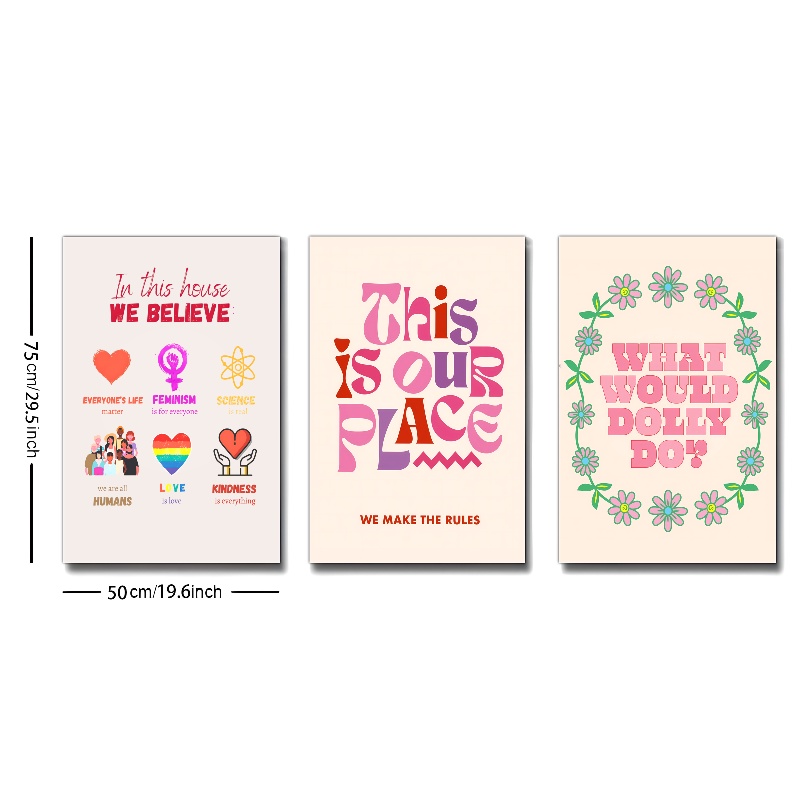 75cm/29.5inch
50cm/19.6inch
In this house
WE BELIEVE:
EVERYONE'S LIFE
matter
FEMINISM
is for everyone
SCIENCE
is real
we are all
HUMANS
LOVE
is love
KINDNESS
is everything
This
is our
PLACE
WE MAKE THE RULES
WHAT
WOULD
DOLLY
DO?